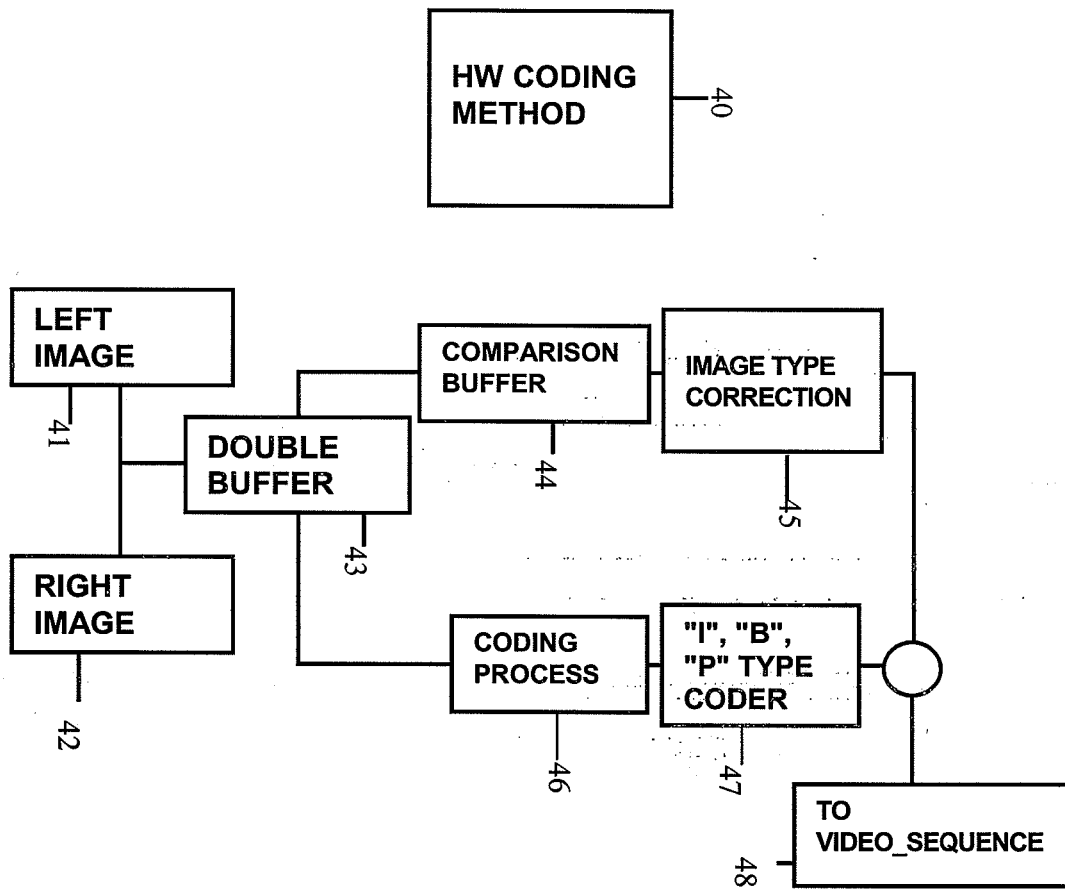 HW CODING
METHOD
40
LEFT
IMAGE
41
RIGHT
IMAGE
42
DOUBLE
BUFFER
43
COMPARISON
BUFFER
44
IMAGE TYPE
CORRECTION
45
CODING
PROCESS
46
"I", "B",
"P" TYPE
CODER
47
TO
VIDEO_SEQUENCE
48